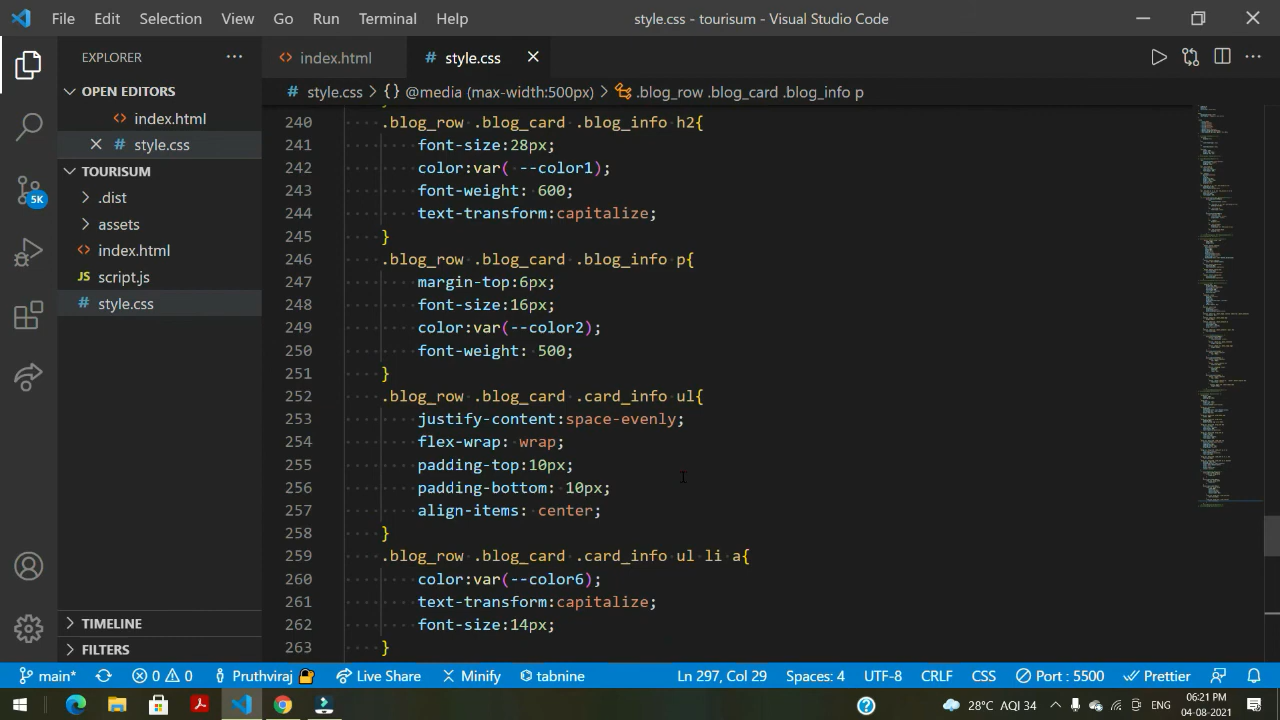 File Edit Selection View Go Run Terminal Help style.css - tourisum - Visual Studio Code
EXPLORER
OPEN EDITORS
index.html
style.css
TOURISUM
.dist
assets
index.html
script.js
style.css
TIMELINE
FILTERS
5K
index.html style.css
style.css {} @media (max-width:500px) .blog_row .blog_card .blog_info p
240 .blog_row .blog_card .blog_info h2{
241 font-size:28px;
242 color:var( --color1);
243 font-weight: 600;
244 text-transform:capitalize;
245 }
246 .blog_row .blog_card .blog_info p{
247 margin-top:6px;
248 font-size:16px;
249 color:var(--color2);
250 font-weight: 500;
251 }
252 .blog_row .blog_card .card_info ul{
253 justify-content:space-evenly;
254 flex-wrap: wrap;
255 padding-top:10px;
256 padding-bottom: 10px;
257 align-items: center;
258 }
259 .blog_row .blog_card .card_info ul li a{
260 color:var(--color6);
261 text-transform:capitalize;
262 font-size:14px;
263 }
main* 0 0 Pruthviraj Live Share Minify tabnine Ln 297, Col 29 Spaces: 4 UTF-8 CRLF CSS Port : 5500 Prettier
28°C AQI 34 ENG 06:21 PM
04-08-2021